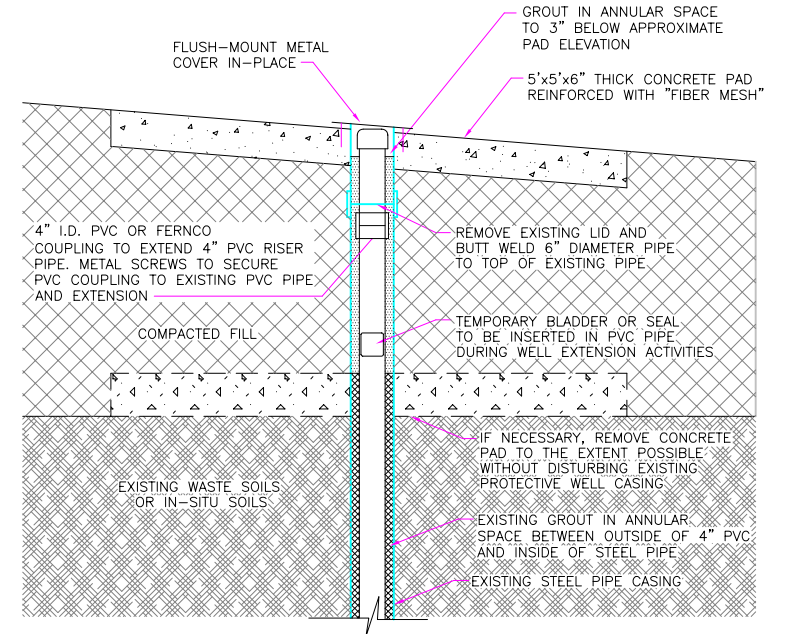 GROUT IN ANNULAR SPACE
TO 3” BELOW APPROXIMATE
PAD ELEVATION
FLUSH–MOUNT METAL
COVER IN–PLACE
5’x5’x6” THICK CONCRETE PAD
REINFORCED WITH ”FIBER MESH”
4” I.D. PVC OR FERNCO
COUPLING TO EXTEND 4” PVC RISER
PIPE. METAL SCREWS TO SECURE
PVC COUPLING TO EXISTING PVC PIPE
AND EXTENSION
REMOVE EXISTING LID AND
BUTT WELD 6” DIAMETER PIPE
TO TOP OF EXISTING PIPE
COMPACTED FILL
TEMPORARY BLADDER OR SEAL
TO BE INSERTED IN PVC PIPE
DURING WELL EXTENSION ACTIVITIES
IF NECESSARY, REMOVE CONCRETE
PAD TO THE EXTENT POSSIBLE
WITHOUT DISTURBING EXISTING
PROTECTIVE WELL CASING
EXISTING WASTE SOILS
OR IN–SITU SOILS
EXISTING GROUT IN ANNULAR
SPACE BETWEEN OUTSIDE OF 4” PVC
AND INSIDE OF STEEL PIPE
EXISTING STEEL PIPE CASING